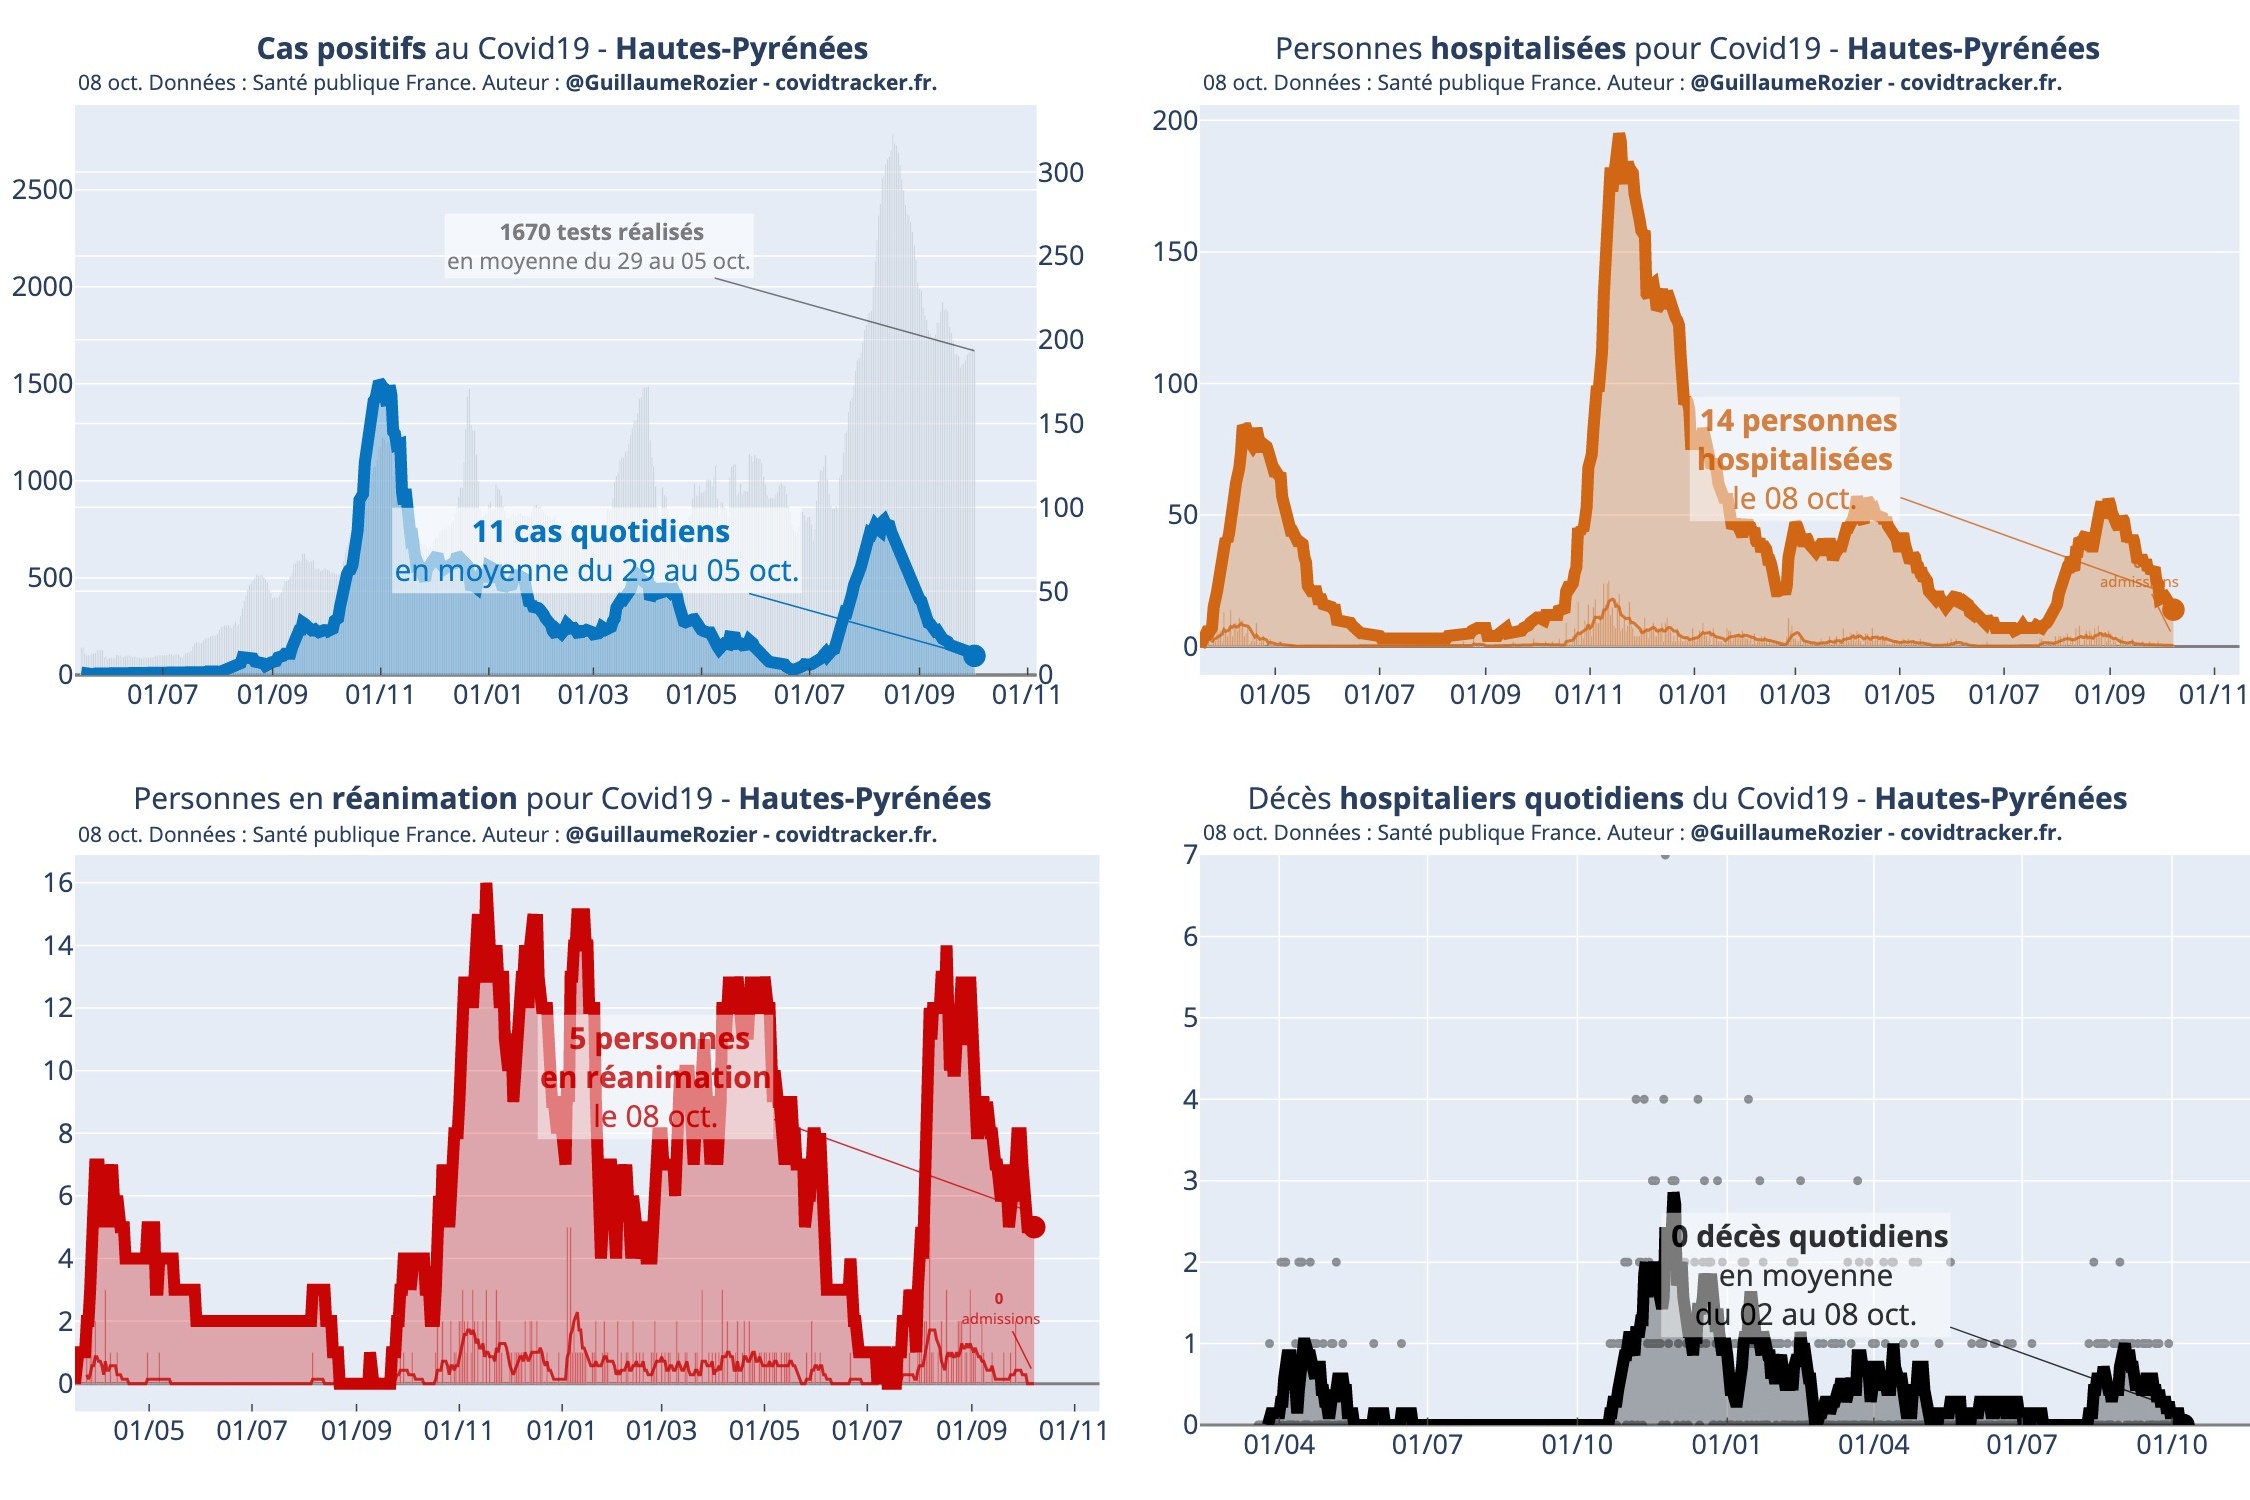 Cas positifs au Covid19 - Hautes-Pyrénées
08 oct. Données : Santé publique France. Auteur : @GuillaumeRozier - covidtracker.fr.
2500
2000
1500
1000
500
0
300
250
200
150
100
50
0
1670 tests réalisés
en moyenne du 29 au 05 oct.
11 cas quotidiens
en moyenne du 29 au 05 oct.
01/07 01/09 01/11 01/01 01/03 01/05 01/07 01/09 01/11
Personnes hospitalisées pour Covid19 - Hautes-Pyrénées
08 oct. Données : Santé publique France. Auteur : @GuillaumeRozier - covidtracker.fr.
200
150
100
50
0
14 personnes
hospitalisées
le 08 oct.
admissions
01/05 01/07 01/09 01/11 01/01 01/03 01/05 01/07 01/09 01/11
Personnes en réanimation pour Covid19 - Hautes-Pyrénées
08 oct. Données : Santé publique France. Auteur : @GuillaumeRozier - covidtracker.fr.
16
14
12
10
8
6
4
2
0
5 personnes
en réanimation
le 08 oct.
0
admissions
01/05 01/07 01/09 01/11 01/01 01/03 01/05 01/07 01/09 01/11
Décès hospitaliers quotidiens du Covid19 - Hautes-Pyrénées
08 oct. Données : Santé publique France. Auteur : @GuillaumeRozier - covidtracker.fr.
7
6
5
4
3
2
1
0
0 décès quotidiens
en moyenne
du 02 au 08 oct.
01/04 01/07 01/10 01/01 01/04 01/07 01/10